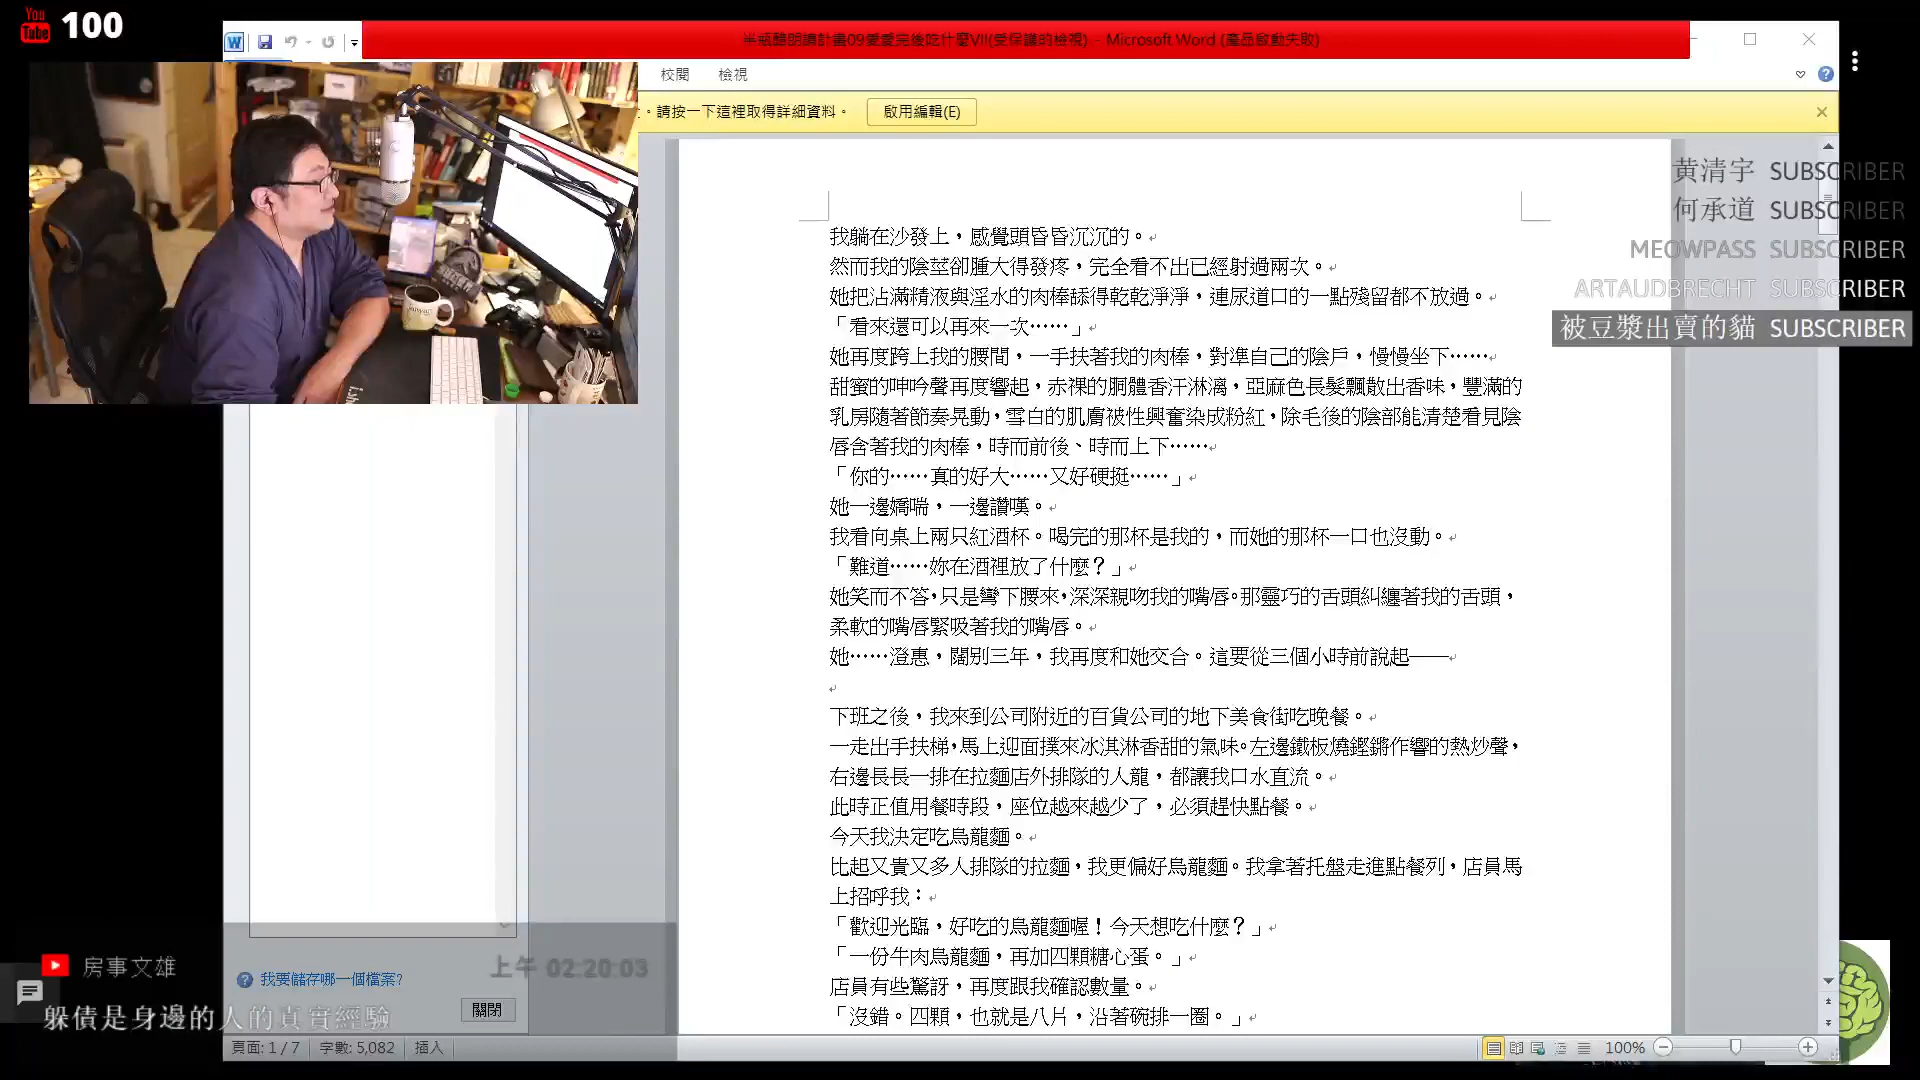 You Tube 100
半瓶醋朗讀計畫09愛愛完後吃什麼VII(受保護的檢視) - Microsoft Word (產品啟動失敗)
校閱 檢視
。請按一下這裡取得詳細資料。 啟用編輯(E)
黄清宇 SUBSCRIBER
何承道 SUBSCRIBER
MEOWPASS SUBSCRIBER
ARTAUDBRECHT SUBSCRIBER
被豆漿出賣的貓 SUBSCRIBER
我躺在沙發上，感覺頭昏昏沉沉的。
然而我的陰莖卻腫大得發疼，完全看不出已經射過兩次。
她把沾滿精液與淫水的肉棒舔得乾乾淨淨，連尿道口的一點殘留都不放過。
「看來還可以再來一次……」
她再度跨上我的腰間，一手扶著我的肉棒，對準自己的陰戶，慢慢坐下……
甜蜜的呻吟聲再度響起，赤裸的胴體香汗淋漓，亞麻色長髮飄散出香味，豐滿的
乳房隨著節奏晃動，雪白的肌膚被性興奮染成粉紅，除毛後的陰部能清楚看見陰
唇含著我的肉棒，時而前後、時而上下……
「你的……真的好大……又好硬挺……」
她一邊嬌喘，一邊讚嘆。
我看向桌上兩只紅酒杯。喝完的那杯是我的，而她的那杯一口也沒動。
「難道……妳在酒裡放了什麼？」
她笑而不答，只是彎下腰來，深深親吻我的嘴唇。那靈巧的舌頭糾纏著我的舌頭，
柔軟的嘴唇緊吸著我的嘴唇。
她……澄惠，闊別三年，我再度和她交合。這要從三個小時前說起——
下班之後，我來到公司附近的百貨公司的地下美食街吃晚餐。
一走出手扶梯，馬上迎面撲來冰淇淋香甜的氣味。左邊鐵板燒鏗鏘作響的熱炒聲，
右邊長長一排在拉麵店外排隊的人龍，都讓我口水直流。
此時正值用餐時段，座位越來越少了，必須趕快點餐。
今天我決定吃烏龍麵。
比起又貴又多人排隊的拉麵，我更偏好烏龍麵。我拿著托盤走進點餐列，店員馬
上招呼我：
「歡迎光臨，好吃的烏龍麵喔！今天想吃什麼？」
「一份牛肉烏龍麵，再加四顆糖心蛋。」
店員有些驚訝，再度跟我確認數量。
「沒錯。四顆，也就是八片，沿著碗排一圈。」
房事文雄
上午 02:20:03
我要儲存哪一個檔案?
躲債是身邊的人的真實經驗
關閉
頁面: 1 / 7 字數: 5,082 插入
100%